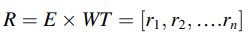 R = E × WT = [r₁, r₂, ….rₙ]